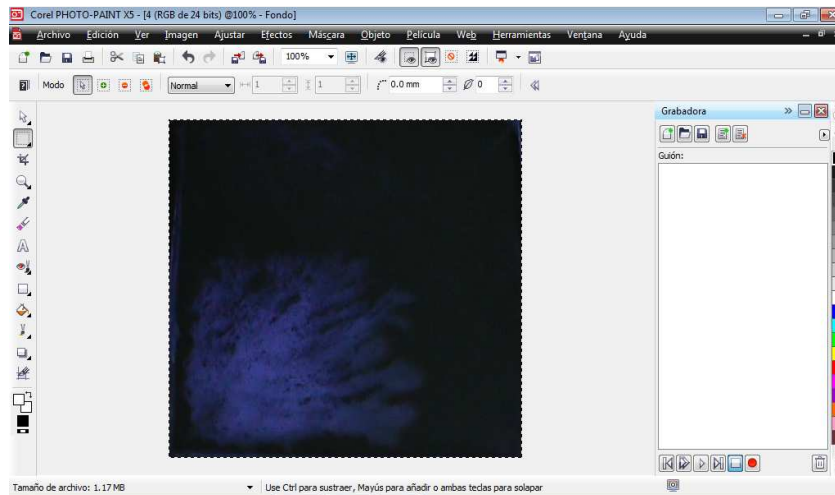 Corel PHOTO-PAINT X5 - [4 (RGB de 24 bits) @100% - Fondo]
Archivo Edición Ver Imagen Ajustar Efectos Máscara Objeto Película Web Herramientas Ventana Ayuda
100%
Modo Normal 1 1 0.0 mm 0
Grabadora
Guión:
Tamaño de archivo: 1.17 MB Use Ctrl para sustraer, Mayús para añadir o ambas teclas para solapar